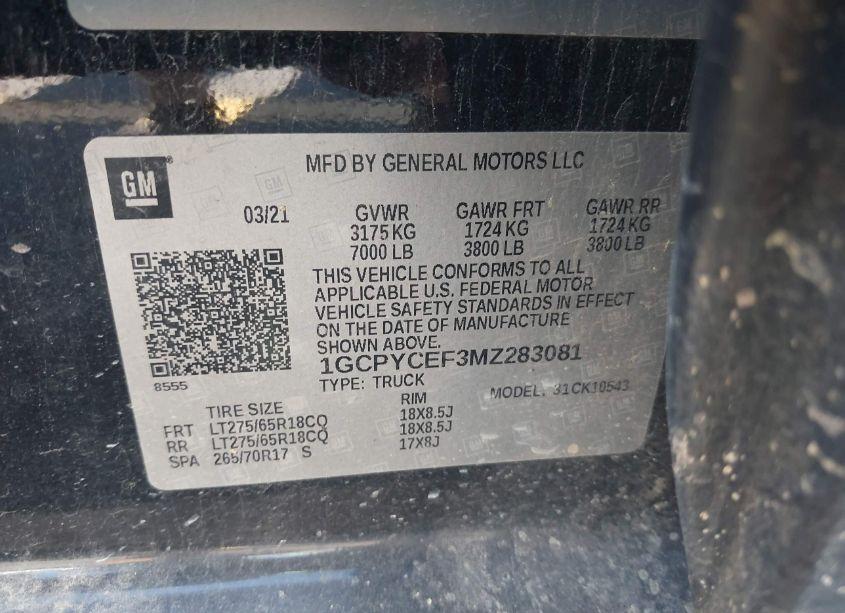 GM
MFD BY GENERAL MOTORS LLC
03/21 GVWR GAWR FRT GAWR RR
3175 KG 1724 KG 1724 KG
7000 LB 3800 LB 3800 LB
THIS VEHICLE CONFORMS TO ALL
APPLICABLE U.S. FEDERAL MOTOR
VEHICLE SAFETY STANDARDS IN EFFECT
ON THE DATE OF MANUFACTURE
SHOWN ABOVE.
1GCPYCEF3MZ283081
8555
TYPE: TRUCK MODEL: 31CK10543
TIRE SIZE RIM
FRT LT275/65R18CQ 18X8.5J
RR LT275/65R18CQ 18X8.5J
SPA 265/70R17 S 17X8J